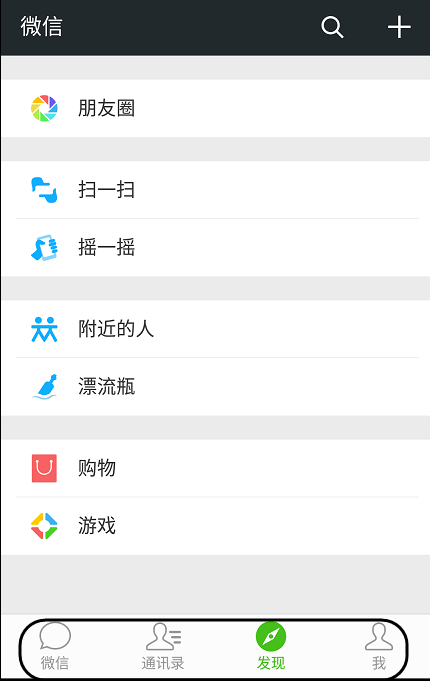 微信
朋友圈
扫一扫
摇一摇
附近的人
漂流瓶
购物
游戏
微信 通讯录 发现 我